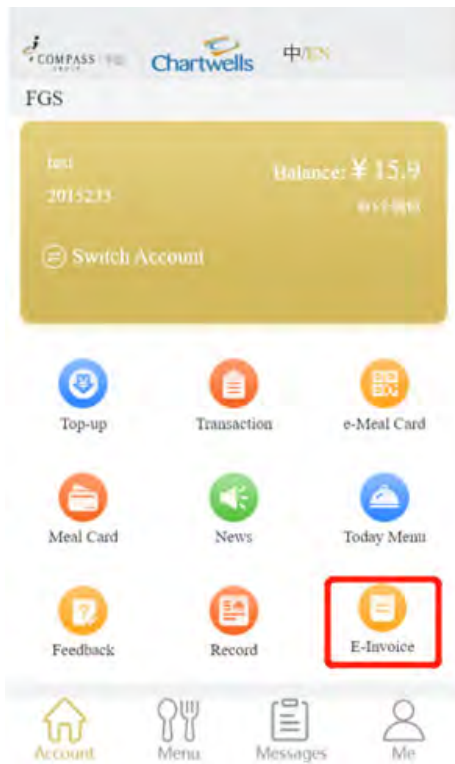 COMPASS
GROUP
Chartwells
中/EN
FGS
test
Balance: ¥ 15.9
2015233
Switch Account
Top-up
Transaction
e-Meal Card
Meal Card
News
Today Menu
Feedback
Record
E-Invoice
Account
Menu
Messages
Me